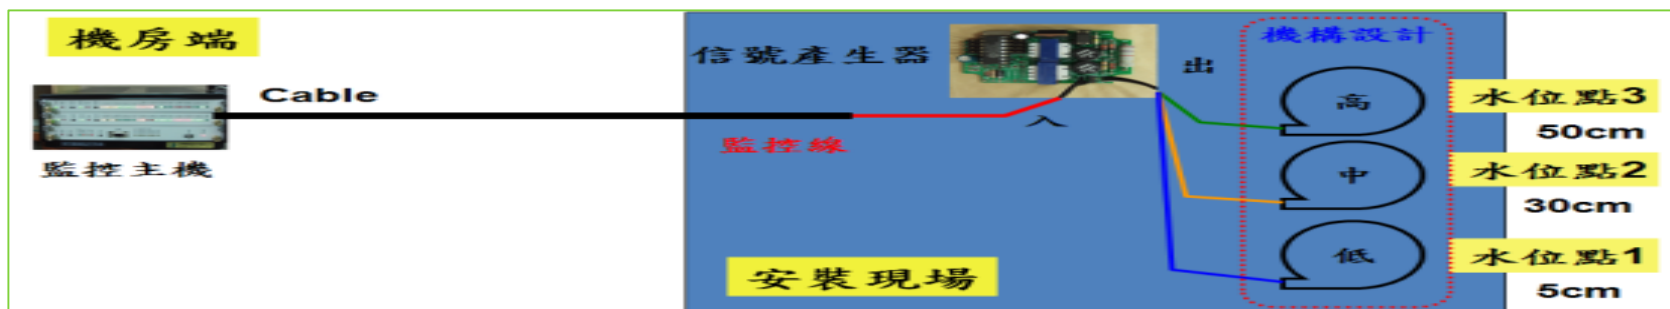 機房端
Cable
監控主機
信號產生器
監控線
入
出
安裝現場
機構設計
高
中
低
水位點3
50cm
水位點2
30cm
水位點1
5cm